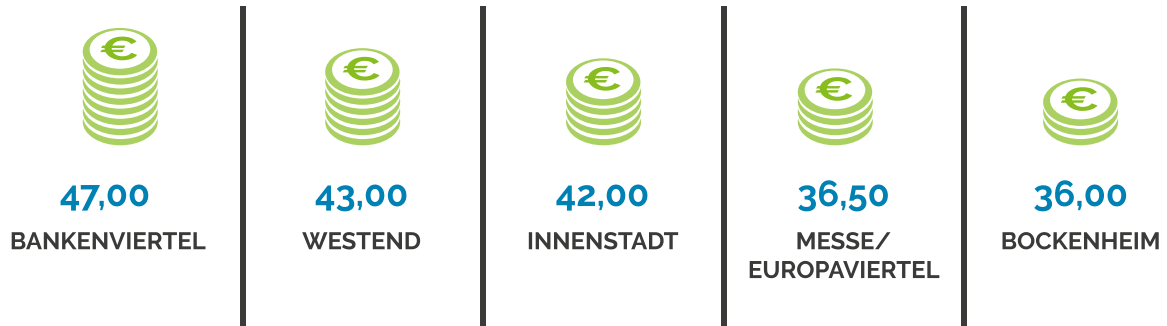 €
€
€
€
€
47,00
43,00
42,00
36,50
36,00
BANKENVIERTEL
WESTEND
INNENSTADT
MESSE/
EUROPAVIERTEL
BOCKENHEIM